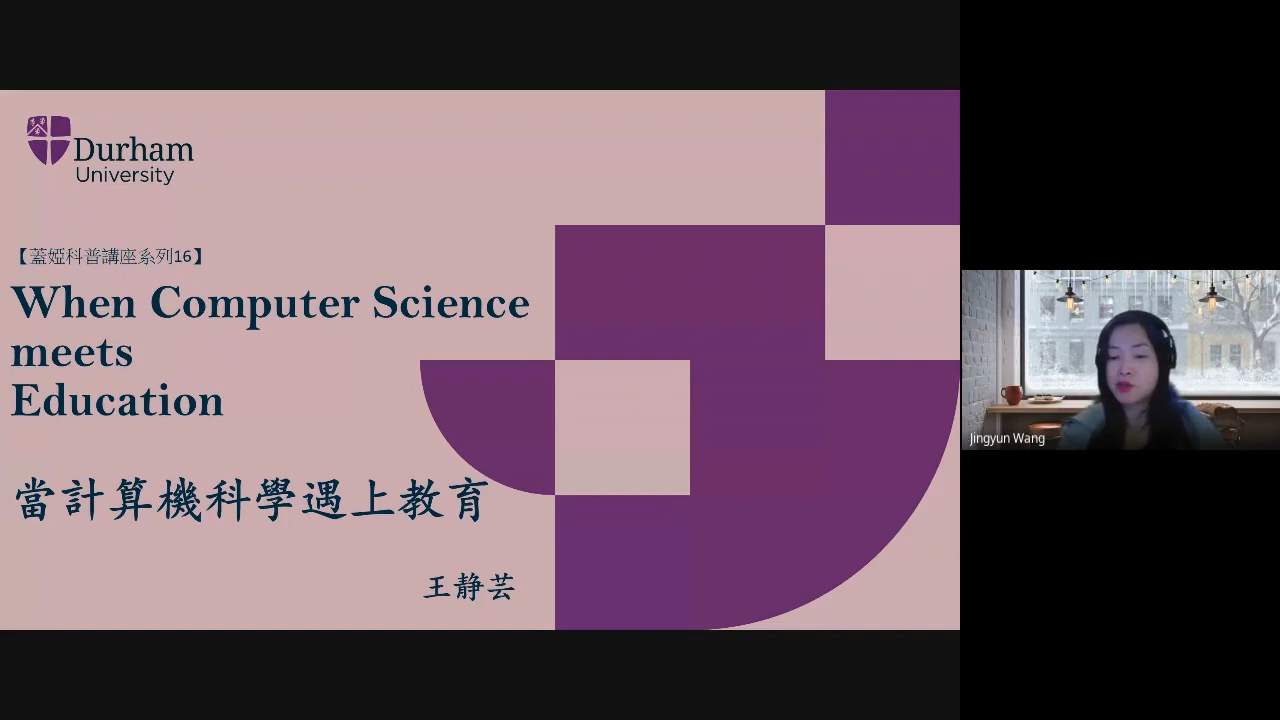 Durham
University
【蓋婭科普講座系列16】
When Computer Science
meets
Education
當計算機科學遇上教育
王静芸
Jingyun Wang